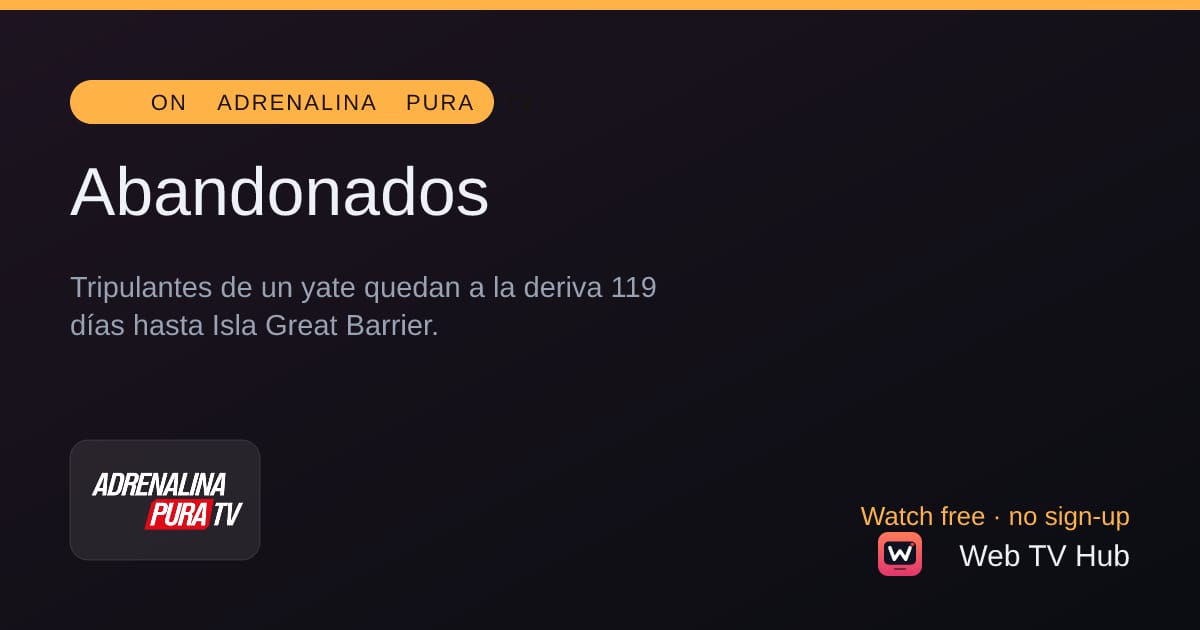 ON ADRENALINA PURA
Abandonados
Tripulantes de un yate quedan a la deriva 119
días hasta Isla Great Barrier.
ADRENALINA
PURA TV
Watch free · no sign-up
W
Web TV Hub